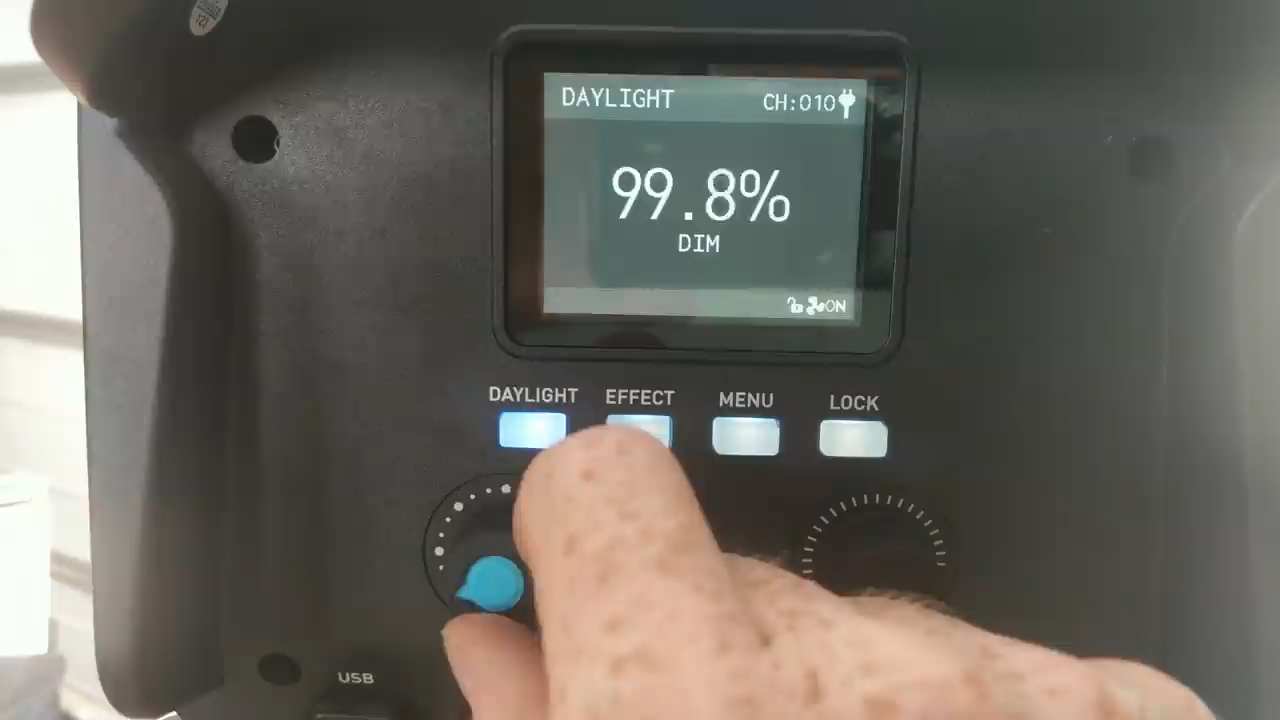 DAYLIGHT CH:010
99.8%
DIM
ON
DAYLIGHT EFFECT MENU LOCK
USB